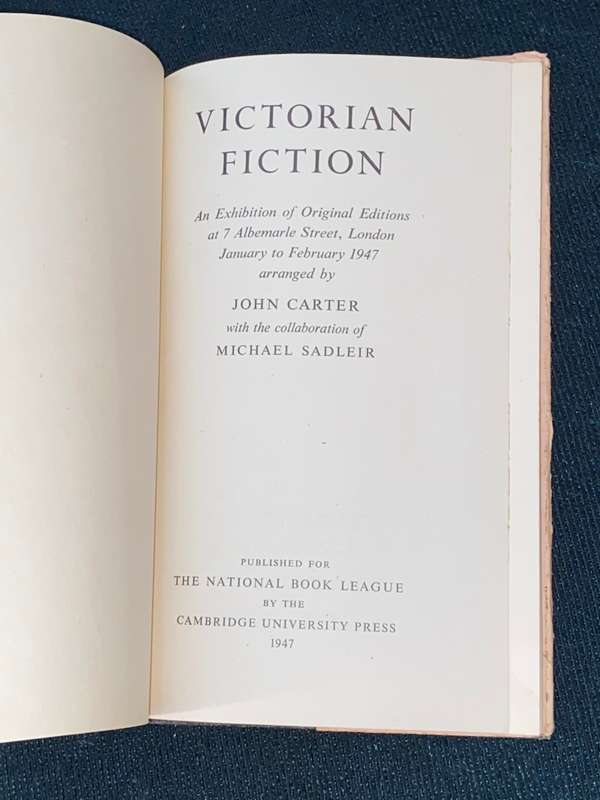 VICTORIAN
FICTION
An Exhibition of Original Editions
at 7 Albemarle Street, London
January to February 1947
arranged by
JOHN CARTER
with the collaboration of
MICHAEL SADLEIR
PUBLISHED FOR
THE NATIONAL BOOK LEAGUE
BY THE
CAMBRIDGE UNIVERSITY PRESS
1947